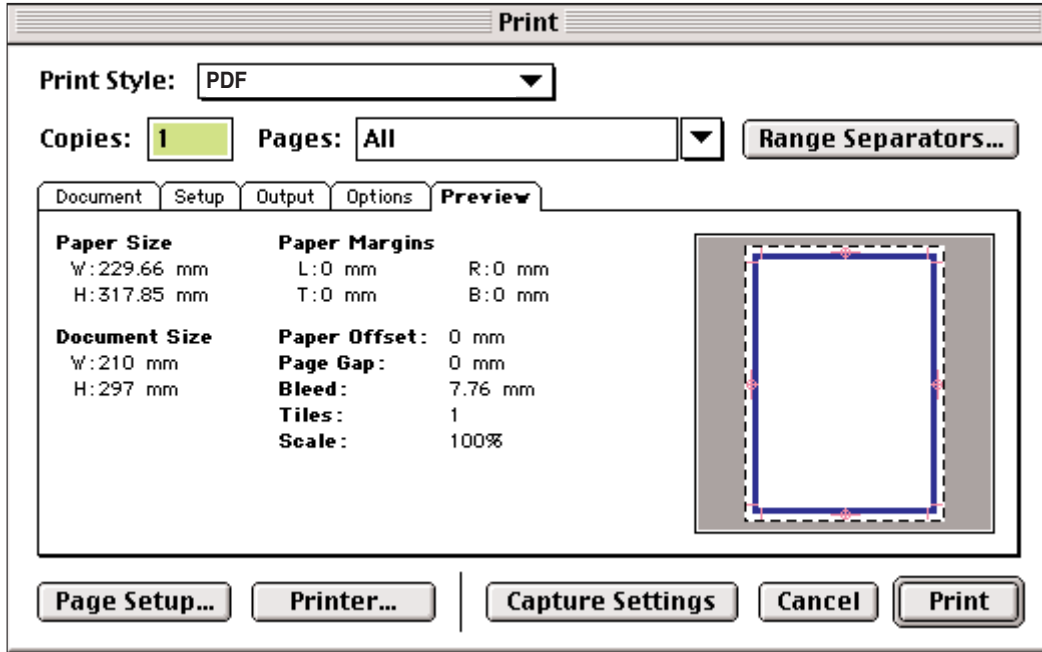 Print
Print Style: PDF
Copies: 1 Pages: All Range Separators...
Document Setup Output Options Preview
Paper Size Paper Margins
W:229.66 mm L:0 mm R:0 mm
H:317.85 mm T:0 mm B:0 mm
Document Size Paper Offset: 0 mm
W:210 mm Page Gap: 0 mm
H:297 mm Bleed: 7.76 mm
Tiles: 1
Scale: 100%
Page Setup... Printer... Capture Settings Cancel Print